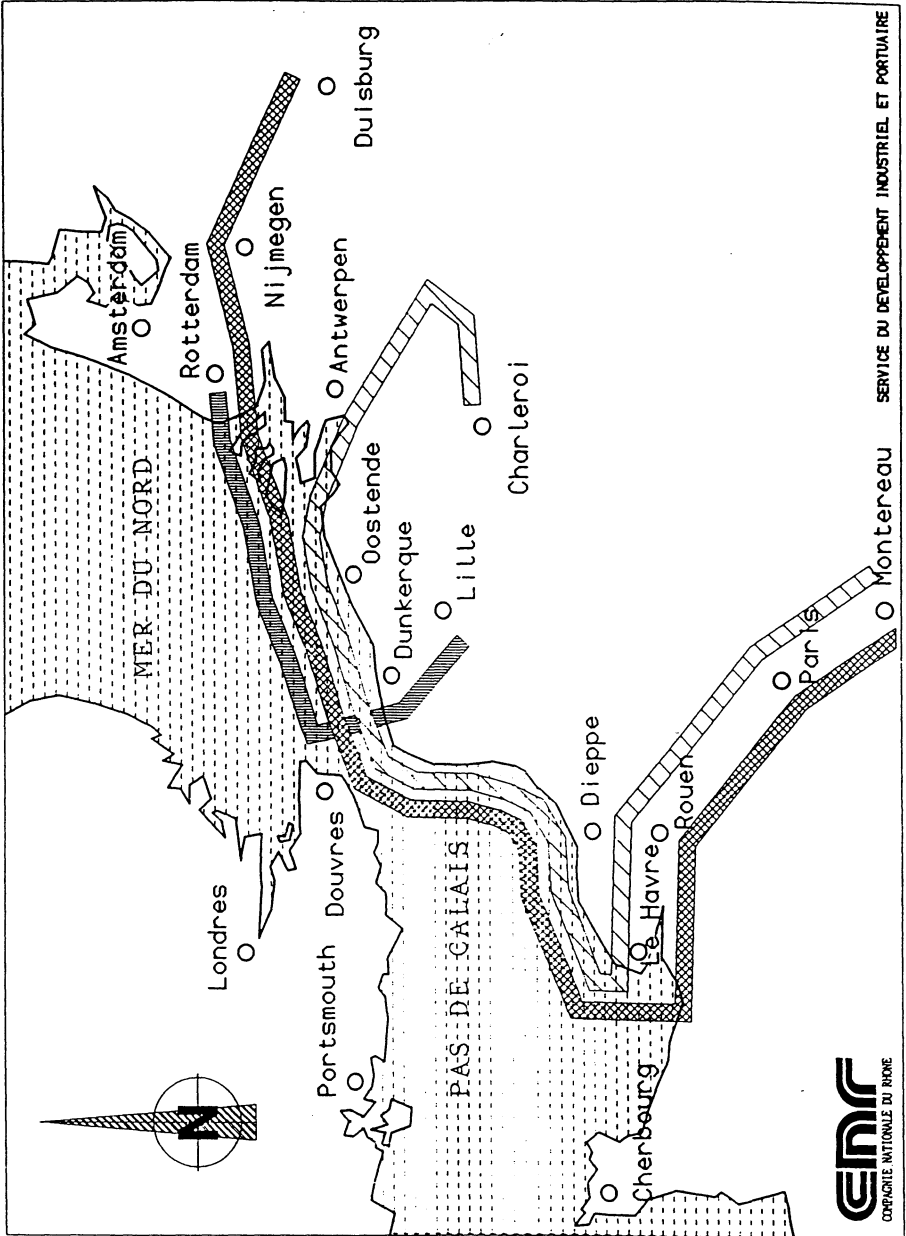 Amsterdam
Rotterdam
Nijmegen
Duisburg
MER DU NORD
Londres
Antwerpen
Oostende
Dunkerque
Lille
Charleroi
Douvres
Portsmouth
PAS DE CALAIS
Dieppe
Le Havre
Rouen
Paris
Cherbourg
Montereau
N
cnr
COMPAGNIE NATIONALE DU RHONE
SERVICE DU DEVELOPPEMENT INDUSTRIEL ET PORTUAIRE